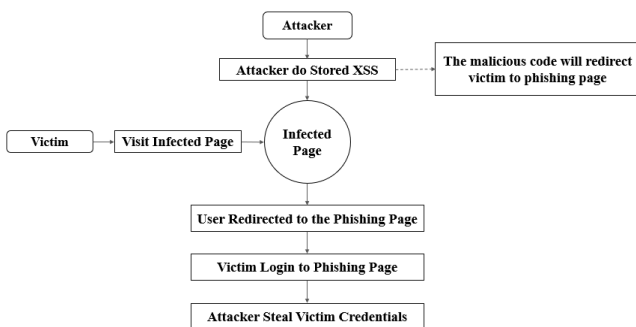 Attacker
Attacker do Stored XSS
The malicious code will redirect
victim to phishing page
Victim
Visit Infected Page
Infected
Page
User Redirected to the Phishing Page
Victim Login to Phishing Page
Attacker Steal Victim Credentials